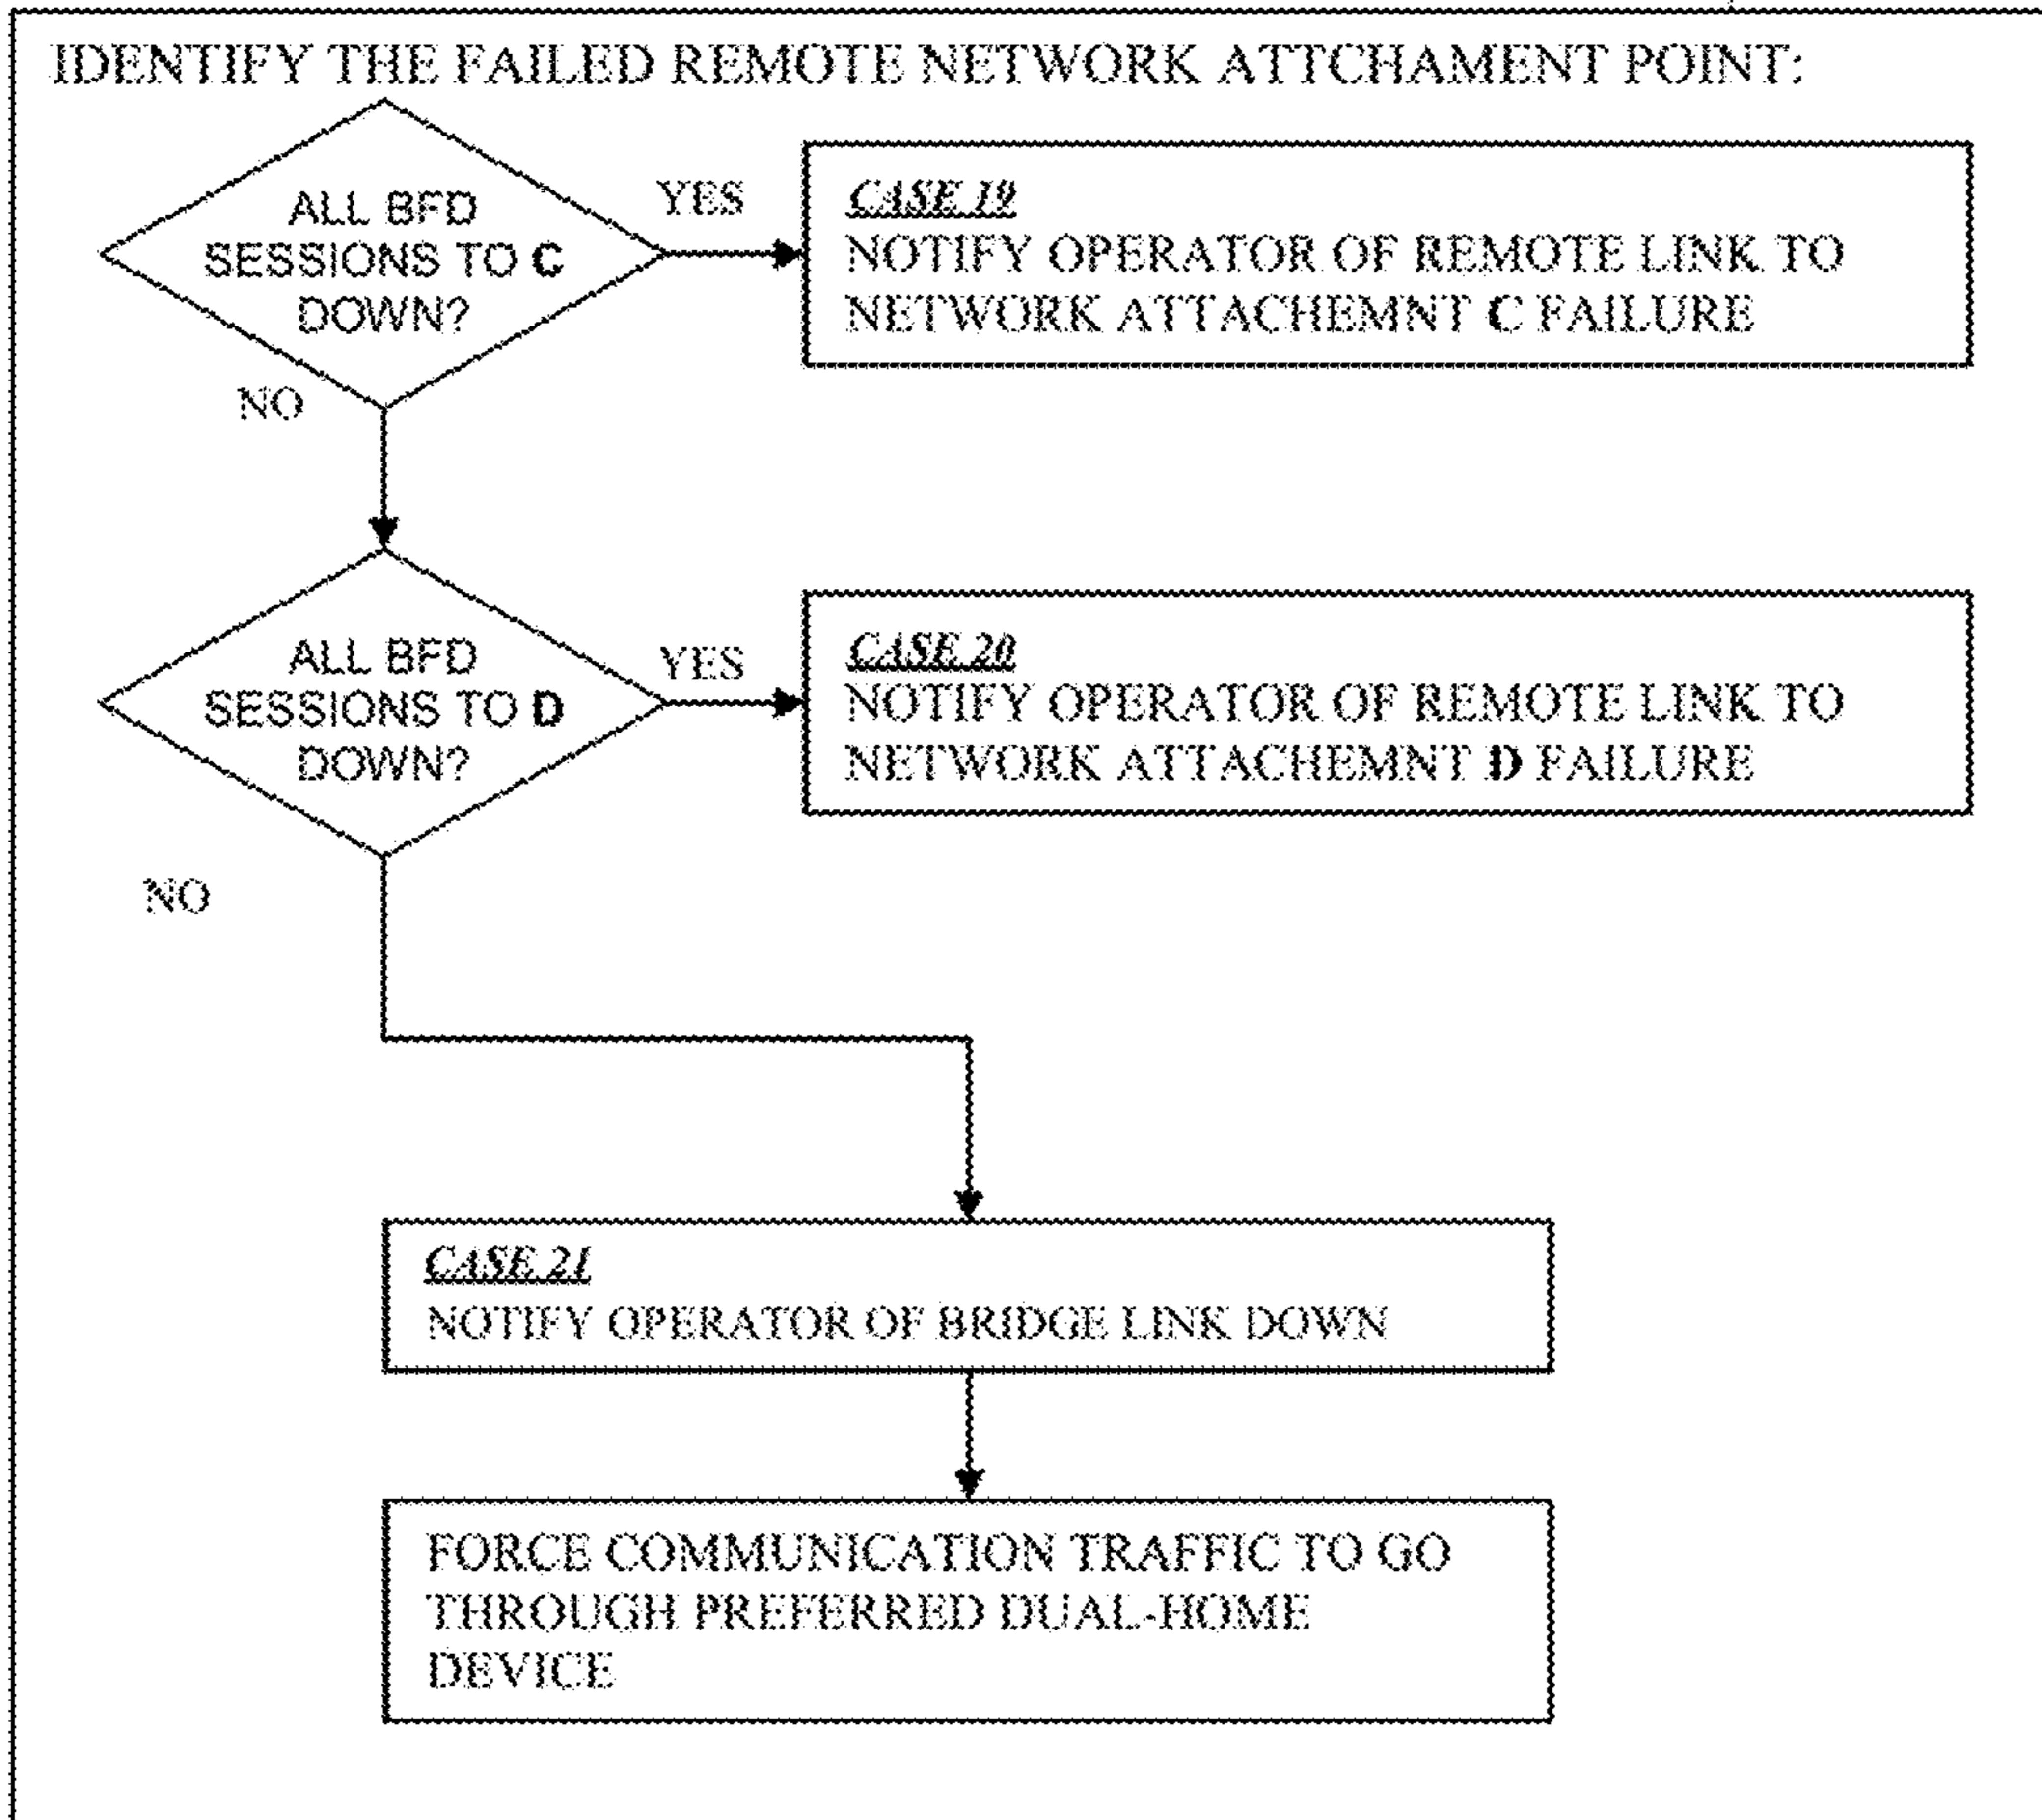 IDENTIFY THE FAILED REMOTE NETWORK ATTCHAMENT POINT:
ALL BFD
SESSIONS TO C
DOWN?
YES
CASE 19
NOTIFY OPERATOR OF REMOTE LINK TO
NETWORK ATTACHEMNT C FAILURE
NO
ALL BFD
SESSIONS TO D
DOWN?
YES
CASE 20
NOTIFY OPERATOR OF REMOTE LINK TO
NETWORK ATTACHEMNT D FAILURE
NO
CASE 21
NOTIFY OPERATOR OF BRIDGE LINK DOWN
FORCE COMMUNICATION TRAFFIC TO GO
THROUGH PREFERRED DUAL-HOME
DEVICE